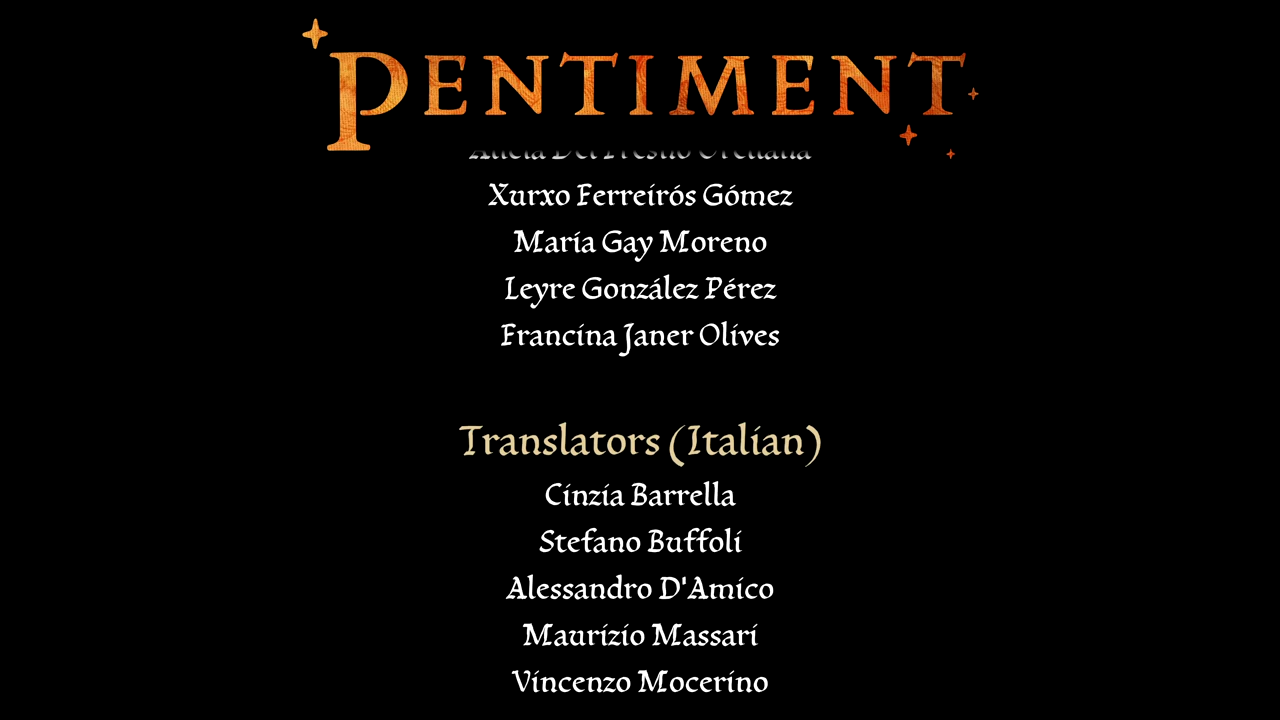 PENTIMENT
Xurxo Ferreirós Gómez
María Gay Moreno
Leyre González Pérez
Francina Janer Olives
Translators (Italian)
Cinzia Barrella
Stefano Buffoli
Alessandro D'Amico
Maurizio Massari
Vincenzo Mocerino